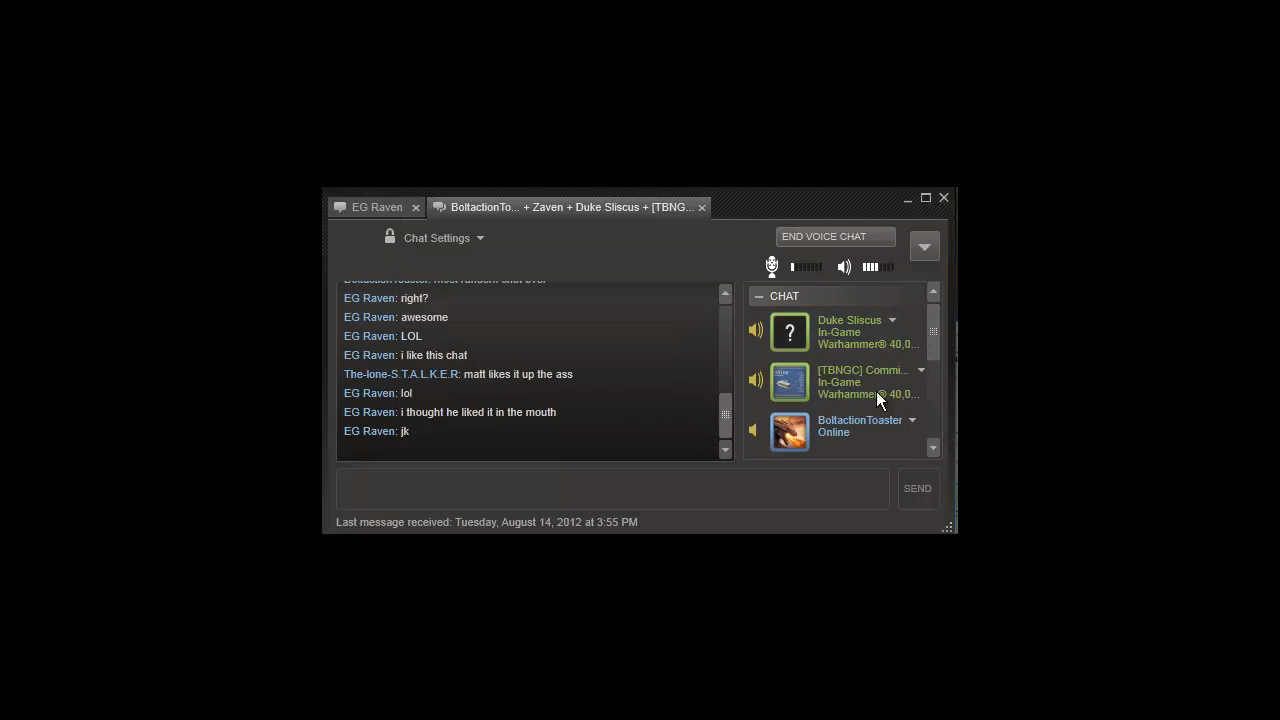 EG Raven
BoltactionTo... + Zaven + Duke Sliscus + [TBNG...
Chat Settings
END VOICE CHAT
EG Raven: right?
EG Raven: awesome
EG Raven: LOL
EG Raven: i like this chat
The-lone-S.T.A.L.K.E.R: matt likes it up the ass
EG Raven: lol
EG Raven: i thought he liked it in the mouth
EG Raven: jk
CHAT
?
Duke Sliscus
In-Game
Warhammer® 40,0...
[TBNGC] Commi...
In-Game
Warhammer® 40,0...
BoltactionToaster
Online
SEND
Last message received: Tuesday, August 14, 2012 at 3:55 PM